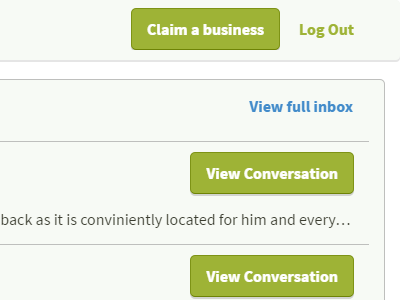 Claim a business Log Out
View full inbox
View Conversation
back as it is conviniently located for him and every…
View Conversation